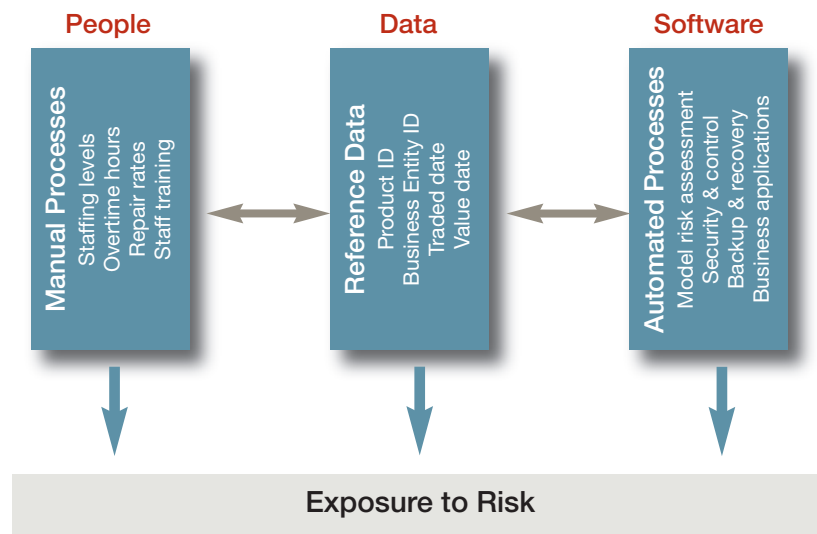 People
Data
Software
Manual Processes
Staffing levels
Overtime hours
Repair rates
Staff training
Reference Data
Product ID
Business Entity ID
Traded date
Value date
Automated Processes
Model risk assessment
Security & control
Backup & recovery
Business applications
Exposure to Risk